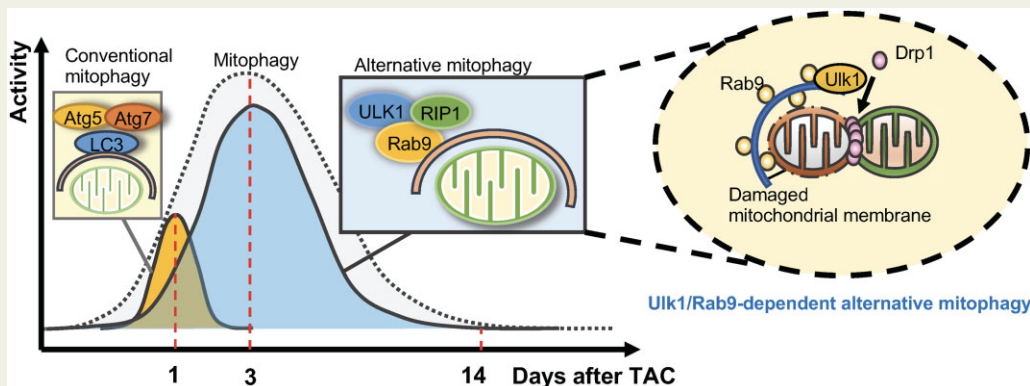 Activity
Conventional
mitophagy
Atg5
Atg7
LC3
Mitophagy
Alternative mitophagy
ULK1
RIP1
Rab9
Drp1
Rab9
Ulk1
Damaged
mitochondrial membrane
Ulk1/Rab9-dependent alternative mitophagy
1
3
14
Days after TAC